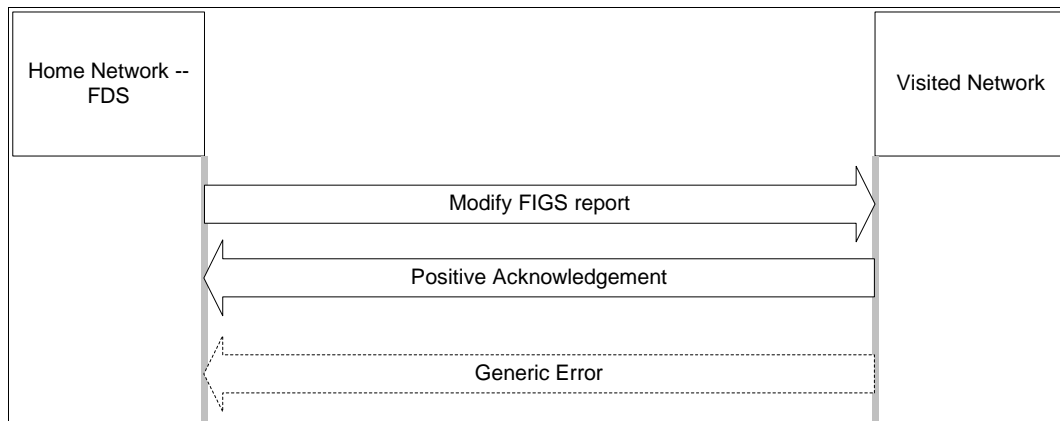 Home Network --
FDS
Visited Network
Modify FIGS report
Positive Acknowledgement
Generic Error